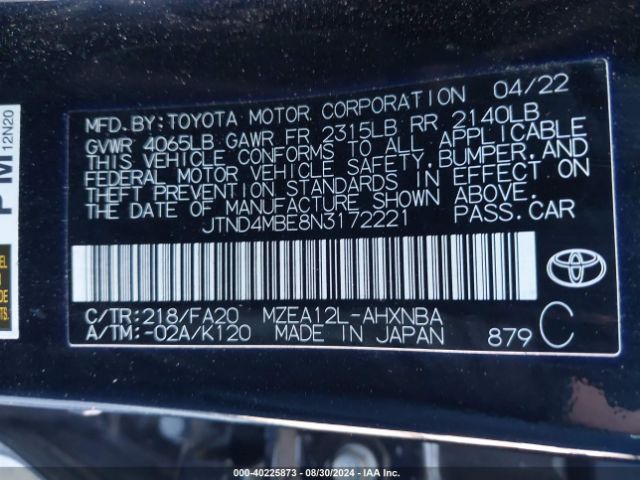 MFD. BY: TOYOTA MOTOR CORPORATION 04/22
GVWR 4065LB GAWR FR 2315LB RR 2140LB
THIS VEHICLE CONFORMS TO ALL APPLICABLE
FEDERAL MOTOR VEHICLE SAFETY, BUMPER, AND
THEFT PREVENTION STANDARDS IN EFFECT ON
THE DATE OF MANUFACTURE SHOWN ABOVE.
JTND4MBE8N3172221 PASS. CAR
C/TR: 218/FA20 MZEA12L-AHXNBA
A/TM: -02A/K120 MADE IN JAPAN 879 C
PM
12N20
000-40225873 - 08/30/2024 - IAA Inc.